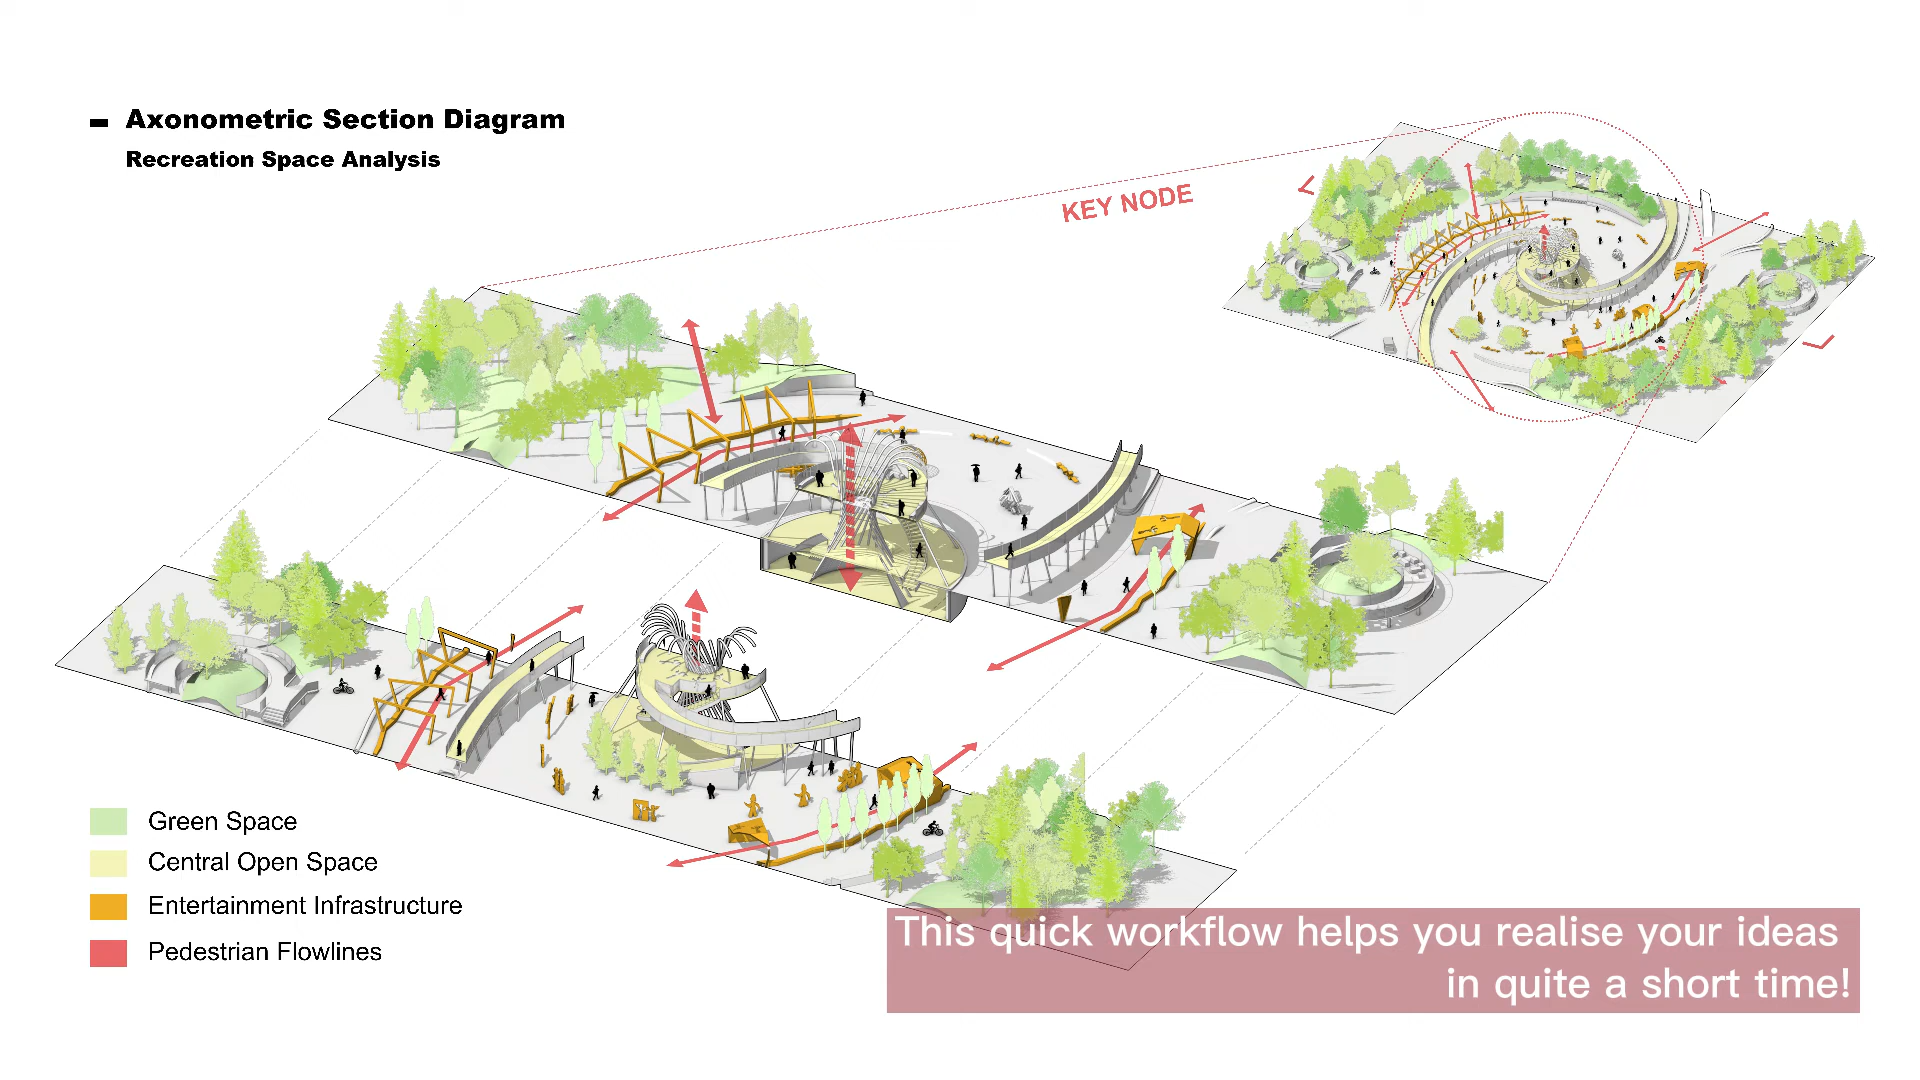 Axonometric Section Diagram
Recreation Space Analysis
KEY NODE
Green Space
Central Open Space
Entertainment Infrastructure
Pedestrian Flowlines
This quick workflow helps you realise your ideas
in quite a short time!